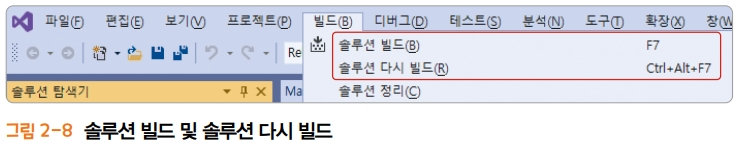 파일(F) 편집(E) 보기(V) 프로젝트(P) 빌드(B) 디버그(D) 테스트(S) 분석(N) 도구(T) 확장(X) 창(W
Re
솔루션 빌드(B) F7
솔루션 다시 빌드(R) Ctrl+Alt+F7
솔루션 탐색기 Ma 솔루션 정리(C)
그림 2-8 솔루션 빌드 및 솔루션 다시 빌드